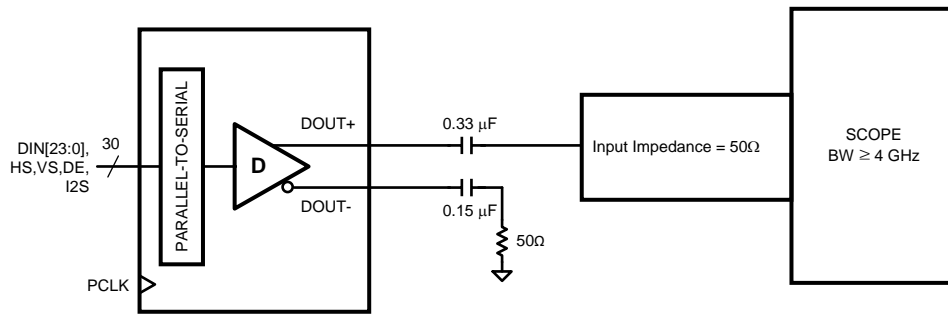 DIN[23:0],
HS,VS,DE,
I2S
30
PCLK
PARALLEL-TO-SERIAL
D
DOUT+
DOUT-
0.33 µF
0.15 µF
50Ω
Input Impedance = 50Ω
SCOPE
BW ≥ 4 GHz